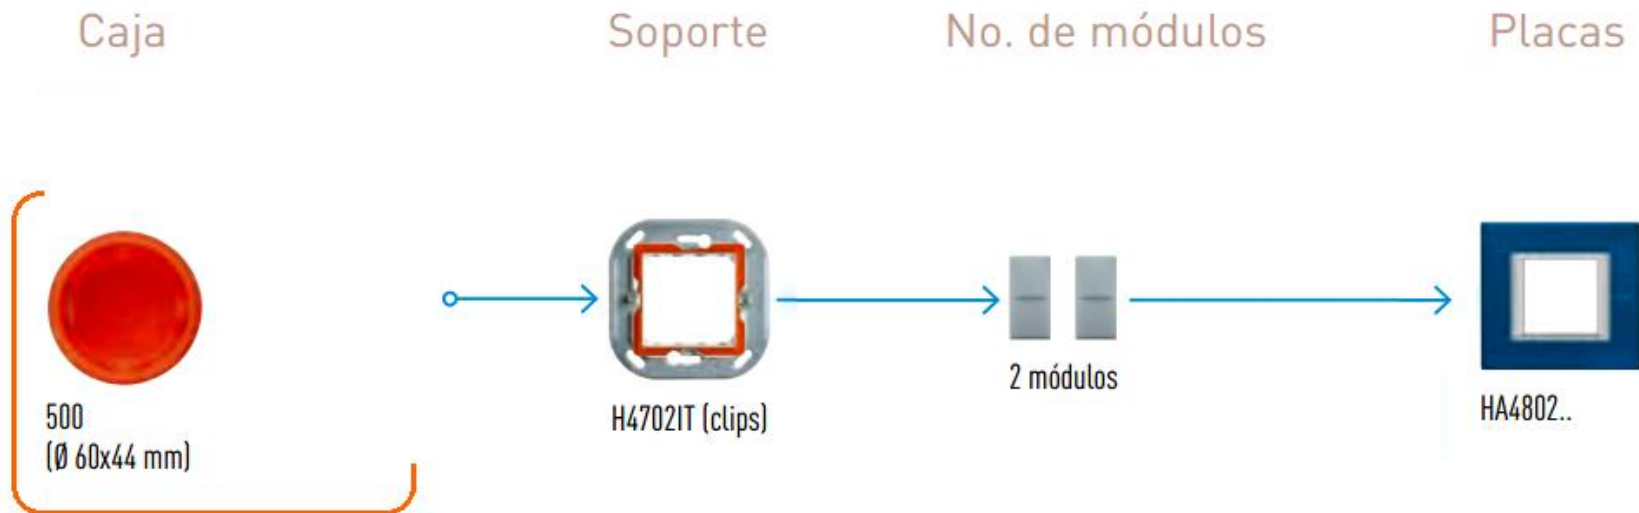 Caja
Soporte
No. de módulos
Placas
500
(Ø 60x44 mm)
H4702IT (clips)
2 módulos
HA4802..